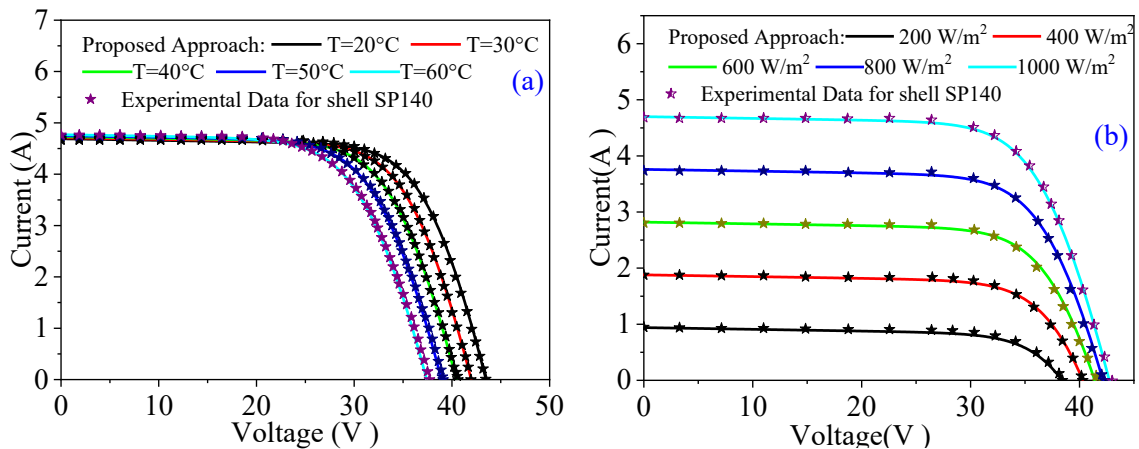 7
6
5
4
3
2
1
0
Current (A)
Proposed Approach: T=20°C T=30°C
T=40°C T=50°C T=60°C
Experimental Data for shell SP140
(a)
0 10 20 30 40 50
Voltage (V )
6
5
4
3
2
1
0
Current(A
Proposed Approach: 200 W/m² 400 W/m²
600 W/m² 800 W/m² 1000 W/m²
Experimental Data for shell SP140
(b)
0 10 20 30 40
Voltage(V)